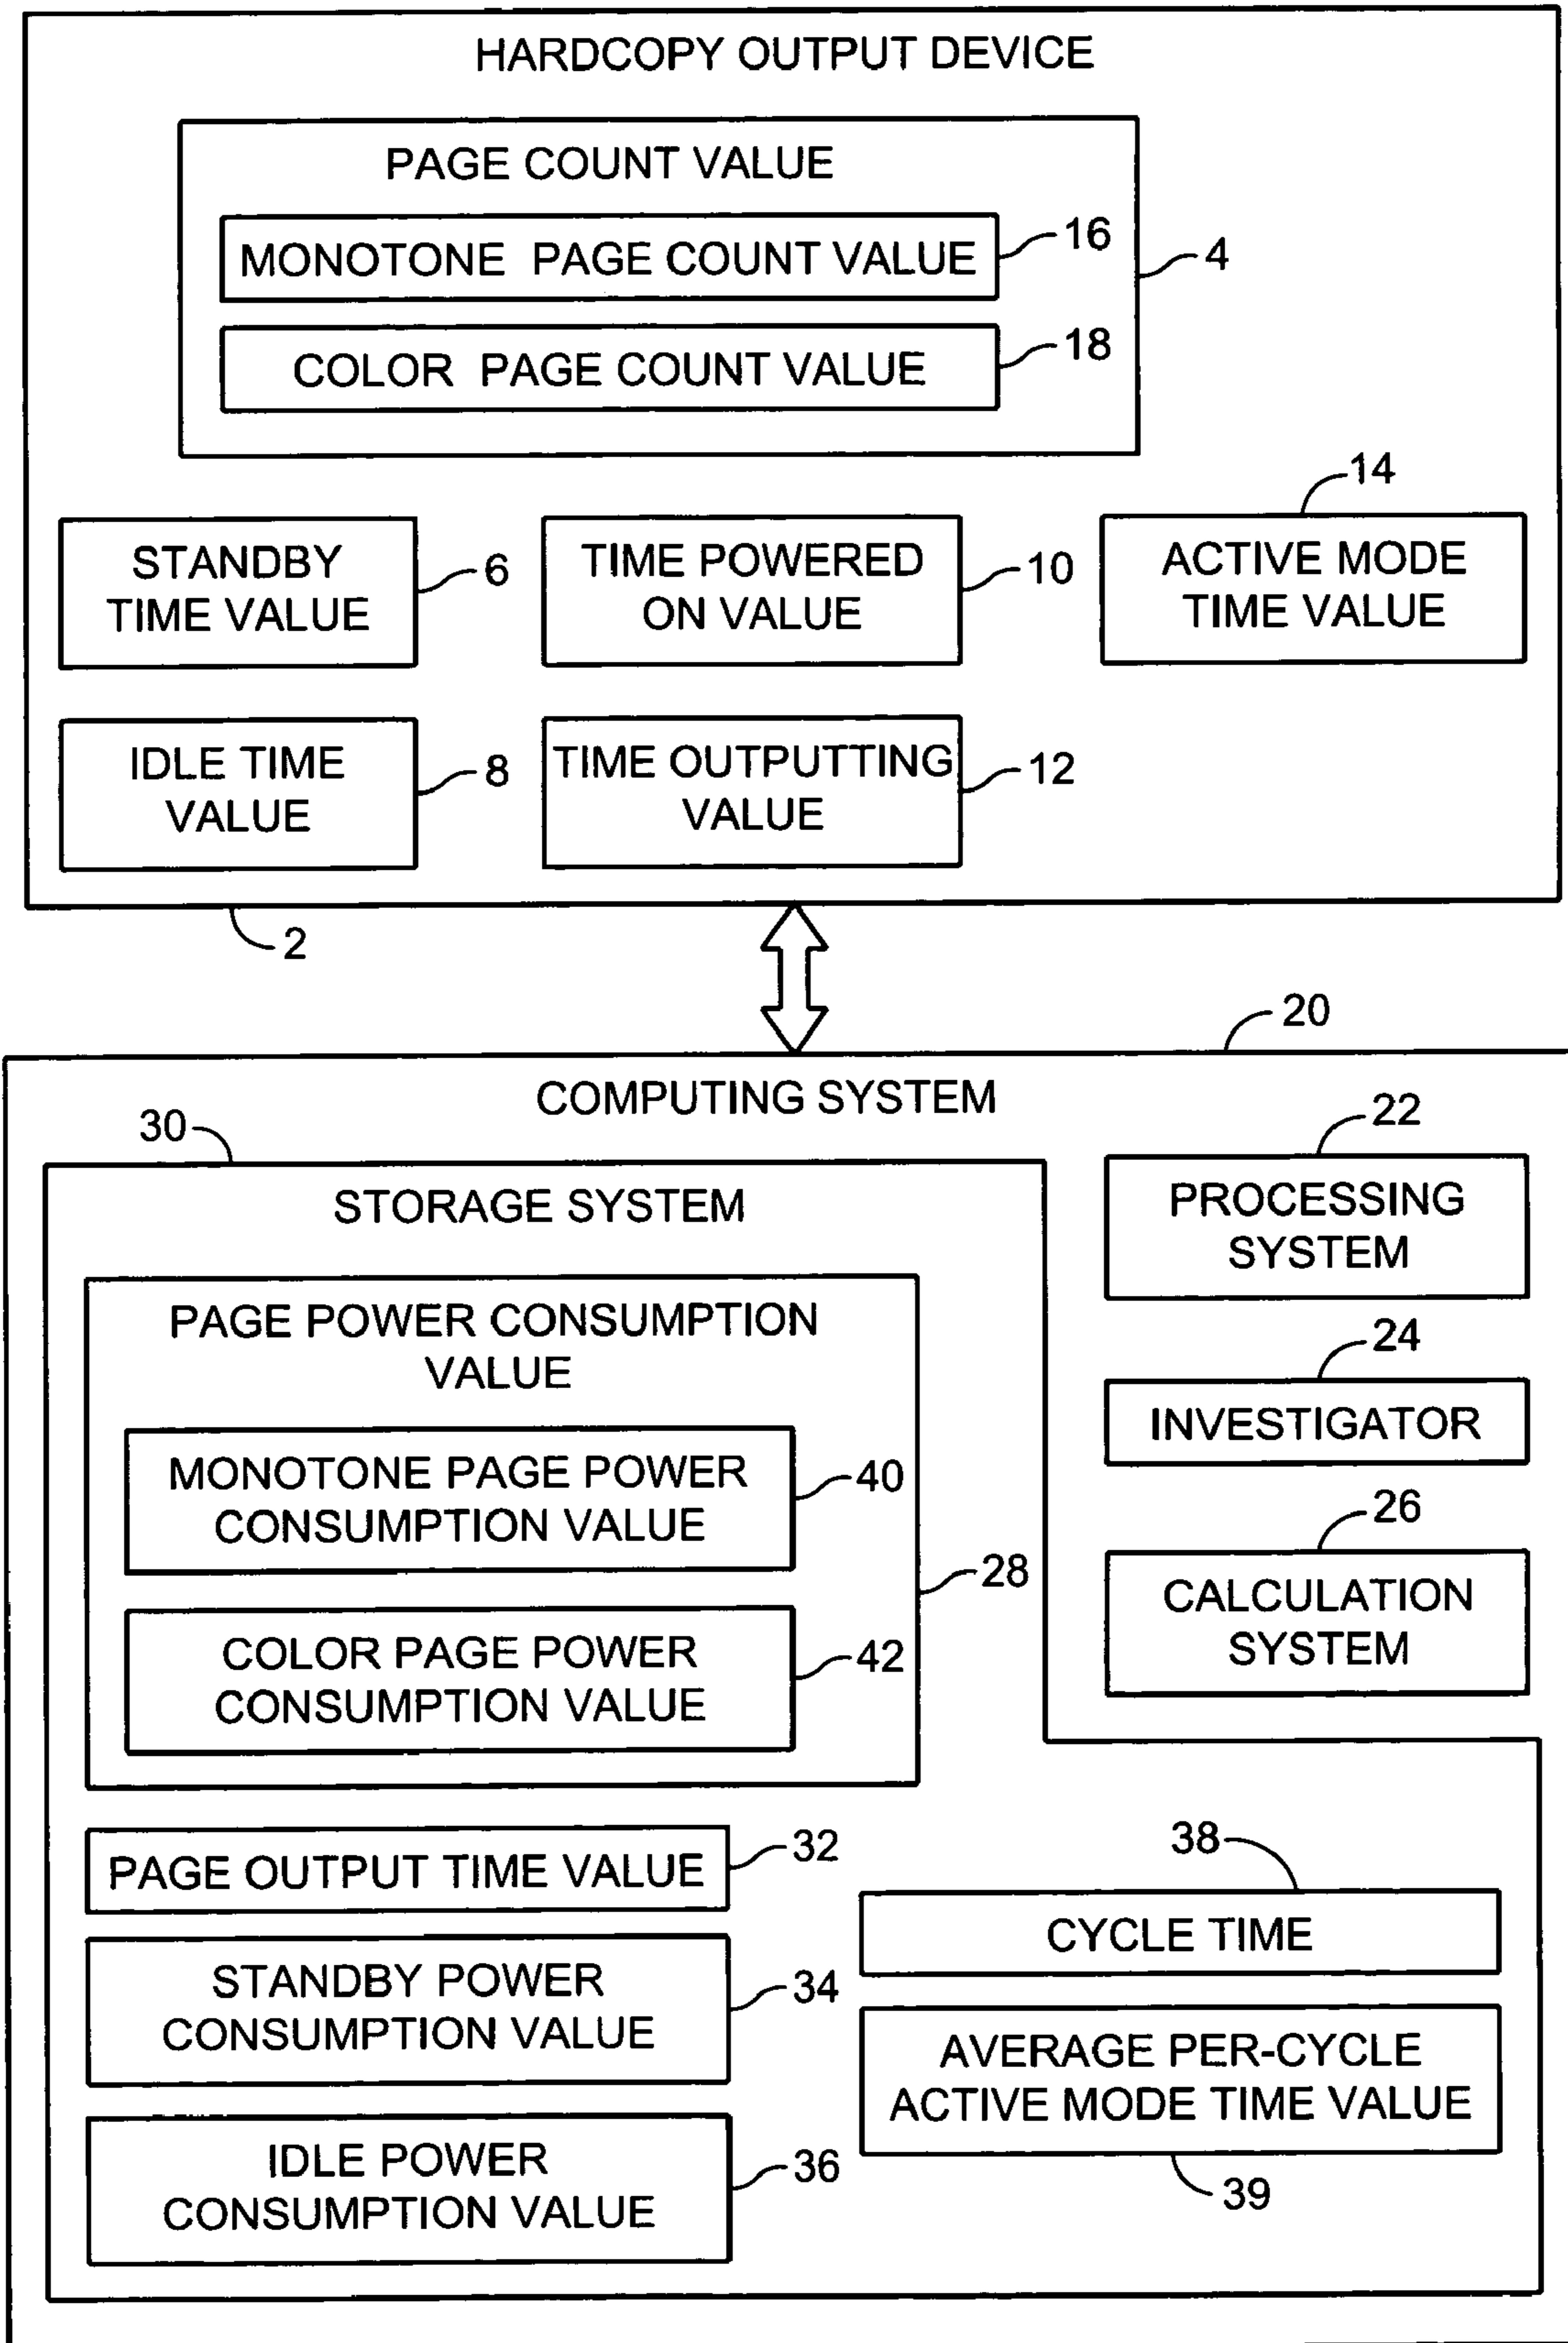 HARDCOPY OUTPUT DEVICE
PAGE COUNT VALUE
MONOTONE PAGE COUNT VALUE
16
4
COLOR PAGE COUNT VALUE
18
14
STANDBY
TIME VALUE
6
TIME POWERED
ON VALUE
10
ACTIVE MODE
TIME VALUE
IDLE TIME
VALUE
8
TIME OUTPUTTING
VALUE
12
2
20
COMPUTING SYSTEM
30
22
STORAGE SYSTEM
PROCESSING
SYSTEM
PAGE POWER CONSUMPTION
VALUE
24
INVESTIGATOR
MONOTONE PAGE POWER
CONSUMPTION VALUE
40
26
28
CALCULATION
SYSTEM
COLOR PAGE POWER
CONSUMPTION VALUE
42
PAGE OUTPUT TIME VALUE
32
38
CYCLE TIME
STANDBY POWER
CONSUMPTION VALUE
34
AVERAGE PER-CYCLE
ACTIVE MODE TIME VALUE
39
IDLE POWER
CONSUMPTION VALUE
36